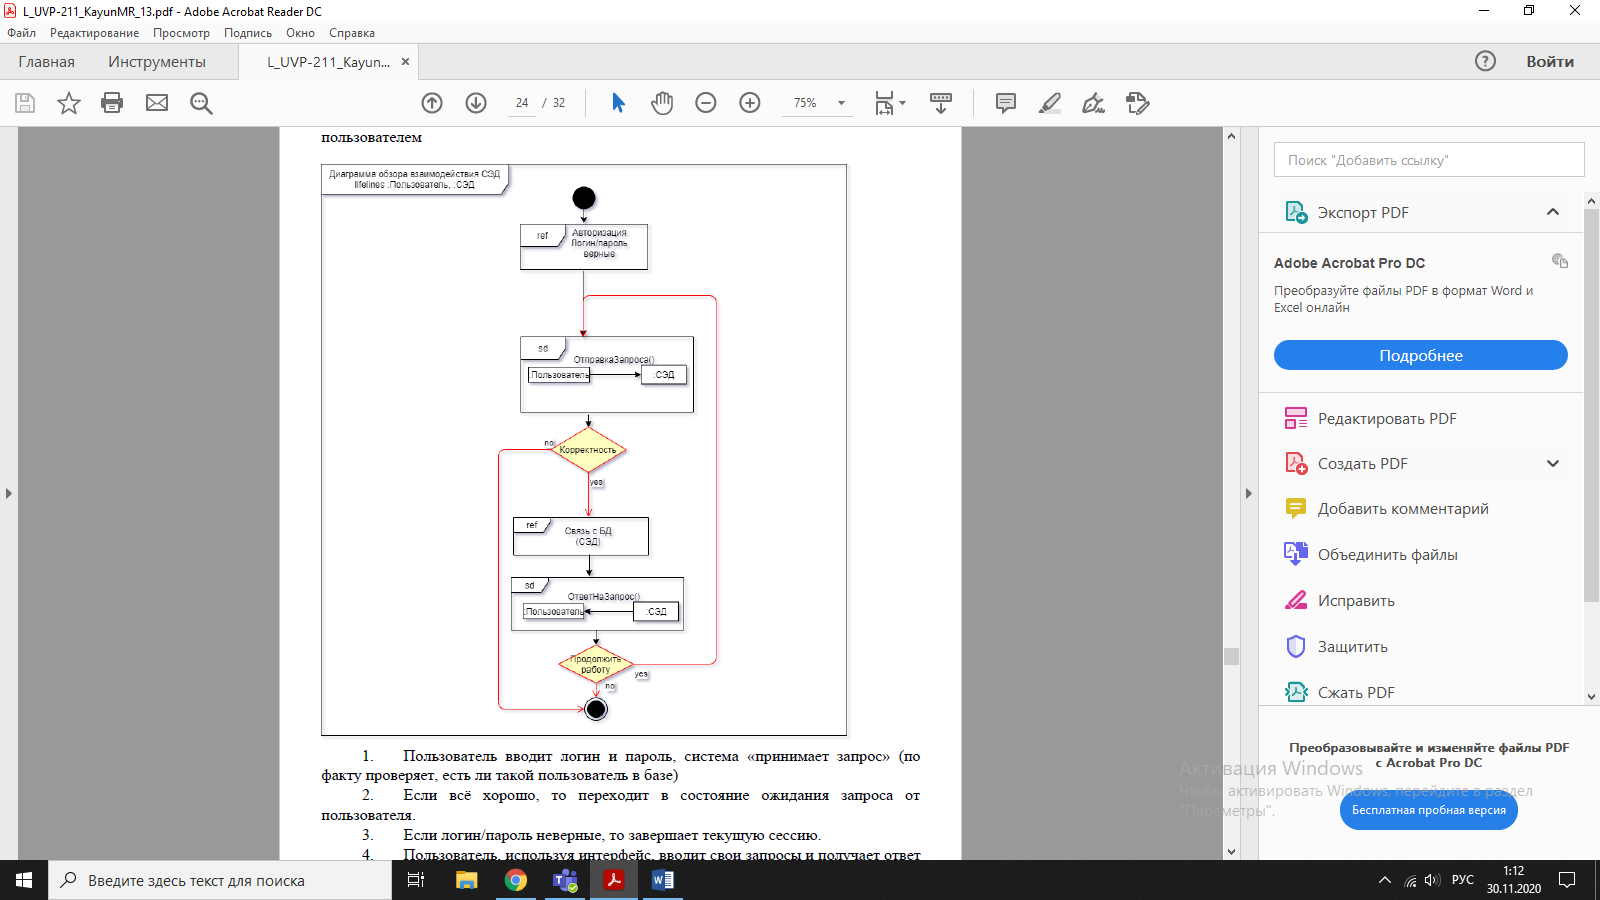 L_UVP-211_KayunMR_13.pdf - Adobe Acrobat Reader DC
Файл Редактирование Просмотр Подпись Окно Справка
Главная Инструменты L_UVP-211_Kayun... × Войти
24 / 32 75%
пользователем
Диаграмма обзора взаимодействия СЭД
lifelines :Пользователь, :СЭД
ref Авторизация
Логин/пароль
верные
sd
ОтправкаЗапроса()
:Пользователь :СЭД
no
Корректность
yes
ref
Связь с БД
(СЭД)
sd
ОтветНаЗапрос()
:Пользователь :СЭД
Продолжить
работу
yes
no
1. Пользователь вводит логин и пароль, система «принимает запрос» (по
факту проверяет, есть ли такой пользователь в базе)
2. Если всё хорошо, то переходит в состояние ожидания запроса от
пользователя.
3. Если логин/пароль неверные, то завершает текущую сессию.
4. Пользователь, используя интерфейс, вводит свои запросы и получает ответ
Поиск "Добавить ссылку"
Экспорт PDF
Adobe Acrobat Pro DC
Преобразуйте файлы PDF в формат Word и
Excel онлайн
Подробнее
Редактировать PDF
Создать PDF
Добавить комментарий
Объединить файлы
Исправить
Защитить
Сжать PDF
Преобразовывайте и изменяйте файлы PDF
с Acrobat Pro DC
Бесплатная пробная версия
Активация Windows
Чтобы активировать Windows, перейдите в раздел
"Параметры".
Введите здесь текст для поиска
РУС
1:12
30.11.2020